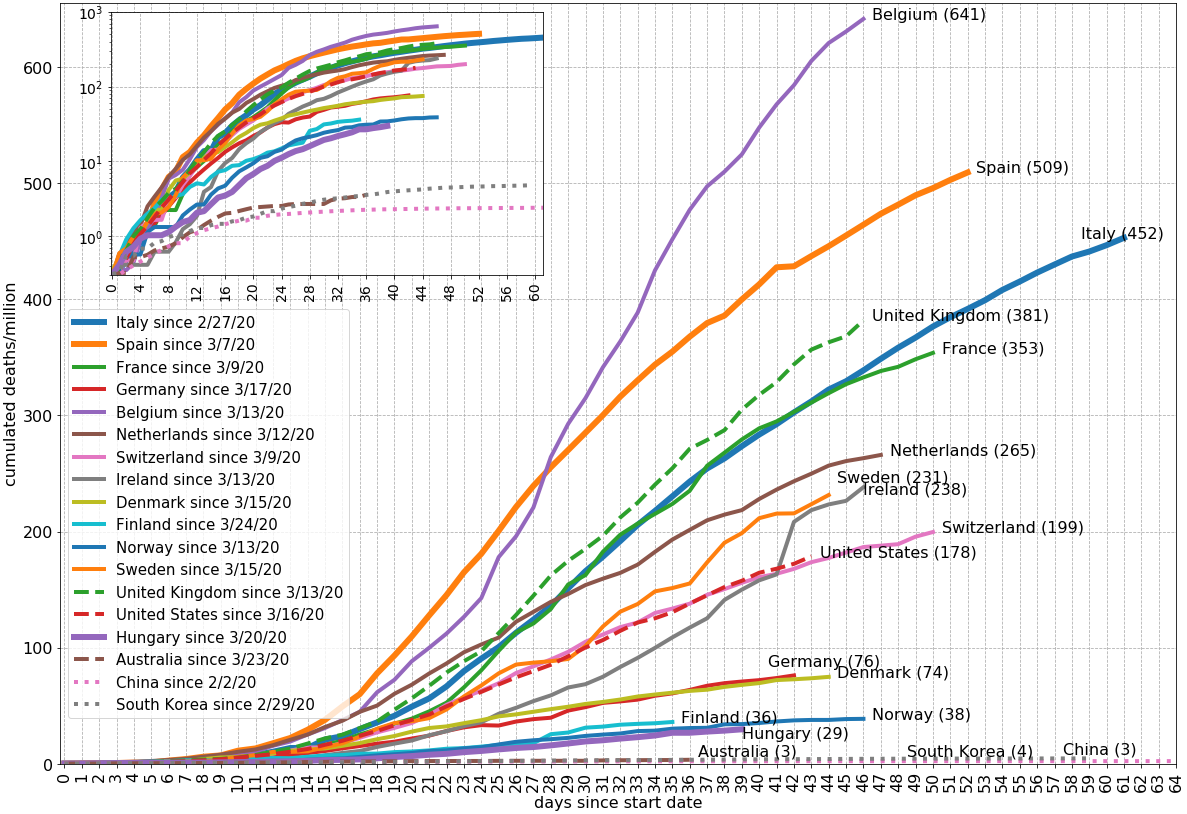 10³
10²
10¹
10⁰
0 4 8 12 16 20 24 28 32 36 40 44 48 52 56 60
600
500
400
300
200
100
0
cumulated deaths/million
Belgium (641)
Spain (509)
Italy (452)
United Kingdom (381)
France (353)
Netherlands (265)
Sweden (231)
Ireland (238)
Switzerland (199)
United States (178)
Germany (76)
Denmark (74)
Finland (36)
Norway (38)
Hungary (29)
Australia (3)
South Korea (4)
China (3)
Italy since 2/27/20
Spain since 3/7/20
France since 3/9/20
Germany since 3/17/20
Belgium since 3/13/20
Netherlands since 3/12/20
Switzerland since 3/9/20
Ireland since 3/13/20
Denmark since 3/15/20
Finland since 3/24/20
Norway since 3/13/20
Sweden since 3/15/20
United Kingdom since 3/13/20
United States since 3/16/20
Hungary since 3/20/20
Australia since 3/23/20
China since 2/2/20
South Korea since 2/29/20
0 1 2 3 4 5 6 7 8 9 10 11 12 13 14 15 16 17 18 19 20 21 22 23 24 25 26 27 28 29 30 31 32 33 34 35 36 37 38 39 40 41 42 43 44 45 46 47 48 49 50 51 52 53 54 55 56 57 58 59 60 61 62 63 64
days since start date